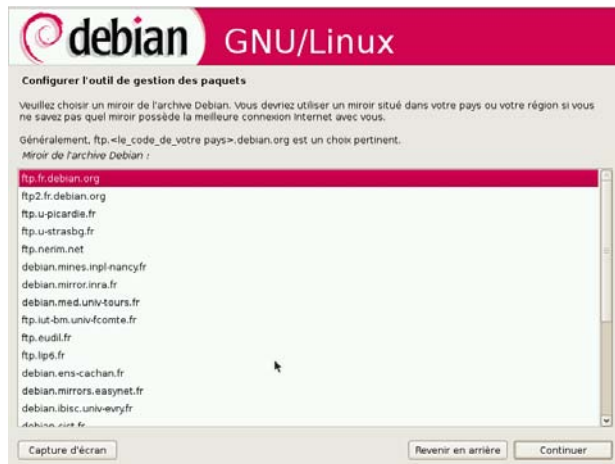 debian GNU/Linux
Configurer l'outil de gestion des paquets
Veuillez choisir un miroir de l'archive Debian. Vous devriez utiliser un miroir situé dans votre pays ou votre région si vous
ne savez pas quel miroir possède la meilleure connexion Internet avec vous.
Généralement, ftp.<le_code_de_votre pays>.debian.org est un choix pertinent.
Miroir de l'archive Debian :
ftp.fr.debian.org
ftp2.fr.debian.org
ftp.u-picardie.fr
ftp.u-strasbg.fr
ftp.nerim.net
debian.mines.inpl-nancy.fr
debian.mirror.inra.fr
debian.med.univ-tours.fr
ftp.iut-bm.univ-fcomte.fr
ftp.eudil.fr
ftp.lip6.fr
debian.ens-cachan.fr
debian.mirrors.easynet.fr
debian.ibisc.univ-evry.fr
Capture d'écran
Revenir en arrière
Continuer